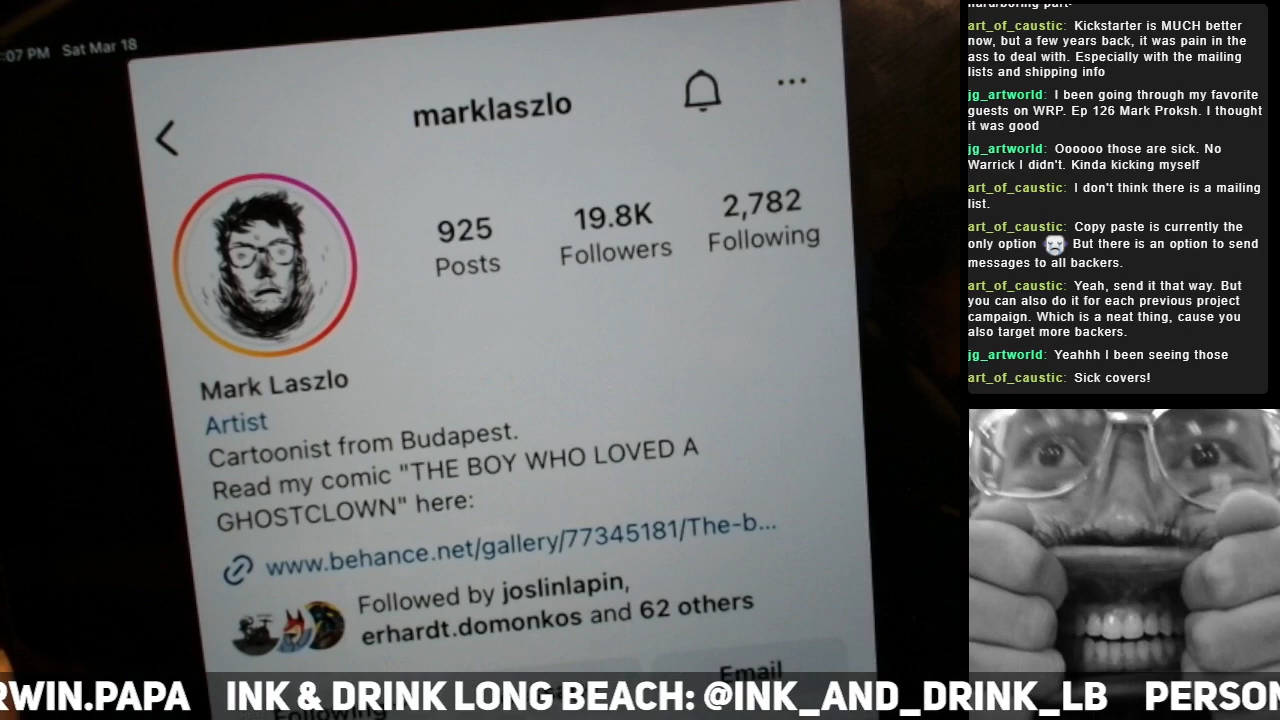 :07 PM Sat Mar 18
marklaszlo
925
Posts
19.8K
Followers
2,782
Following
Mark Laszlo
Artist
Cartoonist from Budapest.
Read my comic "THE BOY WHO LOVED A
GHOSTCLOWN" here:
www.behance.net/gallery/77345181/The-b...
Followed by joslinlapin,
erhardt.domonkos and 62 others
Following
Email
art_of_caustic: Kickstarter is MUCH better
now, but a few years back, it was pain in the
ass to deal with. Especially with the mailing
lists and shipping info
jg_artworld: I been going through my favorite
guests on WRP. Ep 126 Mark Proksh. I thought
it was good
jg_artworld: Oooooo those are sick. No
Warrick I didn't. Kinda kicking myself
art_of_caustic: I don't think there is a mailing
list.
art_of_caustic: Copy paste is currently the
only option But there is an option to send
messages to all backers.
art_of_caustic: Yeah, send it that way. But
you can also do it for each previous project
campaign. Which is a neat thing, cause you
also target more backers.
jg_artworld: Yeahhh I been seeing those
art_of_caustic: Sick covers!
RWIN.PAPA INK & DRINK LONG BEACH: @INK_AND_DRINK_LB PERSON